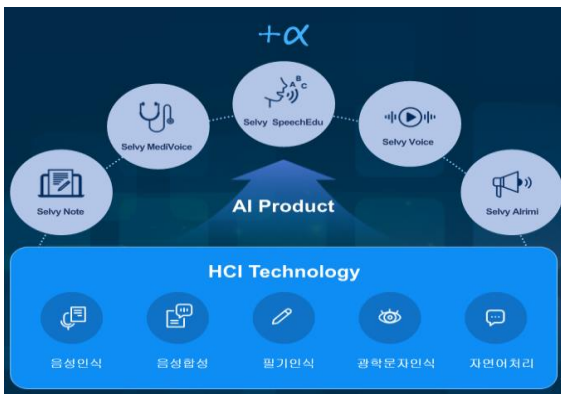 +α
A B C
Selvy SpeechEdu
Selvy MediVoice
Selvy Voice
Selvy Note
Selvy Alrimi
AI Product
HCI Technology
음성인식
음성합성
필기인식
광학문자인식
자연어처리